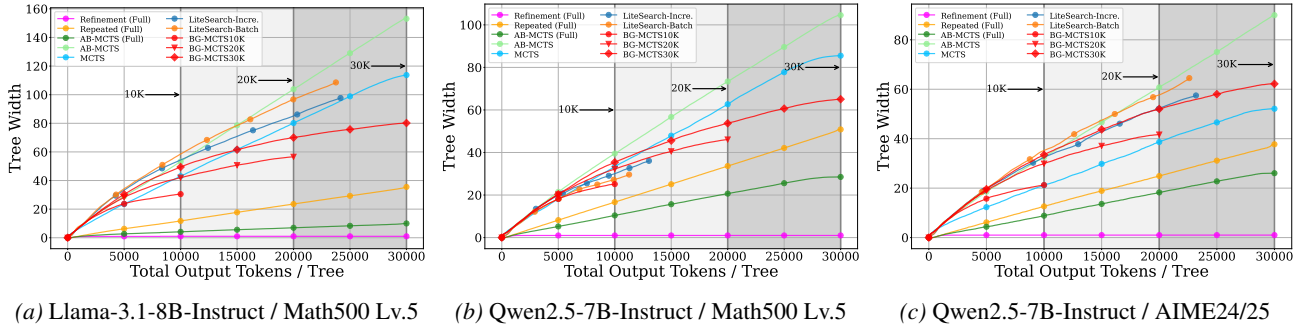 160
140
120
100
80
60
40
20
0
Tree Width
Refinement (Full)
Repeated (Full)
AB-MCTS (Full)
AB-MCTS
MCTS
LiteSearch-Incre.
LiteSearch-Batch
BG-MCTS10K
BG-MCTS20K
BG-MCTS30K
10K
20K
30K
0 5000 10000 15000 20000 25000 30000
Total Output Tokens / Tree
(a) Llama-3.1-8B-Instruct / Math500 Lv.5
100
80
60
40
20
0
Tree Width
Refinement (Full)
Repeated (Full)
AB-MCTS (Full)
AB-MCTS
MCTS
LiteSearch-Incre.
LiteSearch-Batch
BG-MCTS10K
BG-MCTS20K
BG-MCTS30K
10K
20K
30K
0 5000 10000 15000 20000 25000 30000
Total Output Tokens / Tree
(b) Qwen2.5-7B-Instruct / Math500 Lv.5
80
60
40
20
0
Tree Width
Refinement (Full)
Repeated (Full)
AB-MCTS (Full)
AB-MCTS
MCTS
LiteSearch-Incre.
LiteSearch-Batch
BG-MCTS10K
BG-MCTS20K
BG-MCTS30K
10K
20K
30K
0 5000 10000 15000 20000 25000 30000
Total Output Tokens / Tree
(c) Qwen2.5-7B-Instruct / AIME24/25